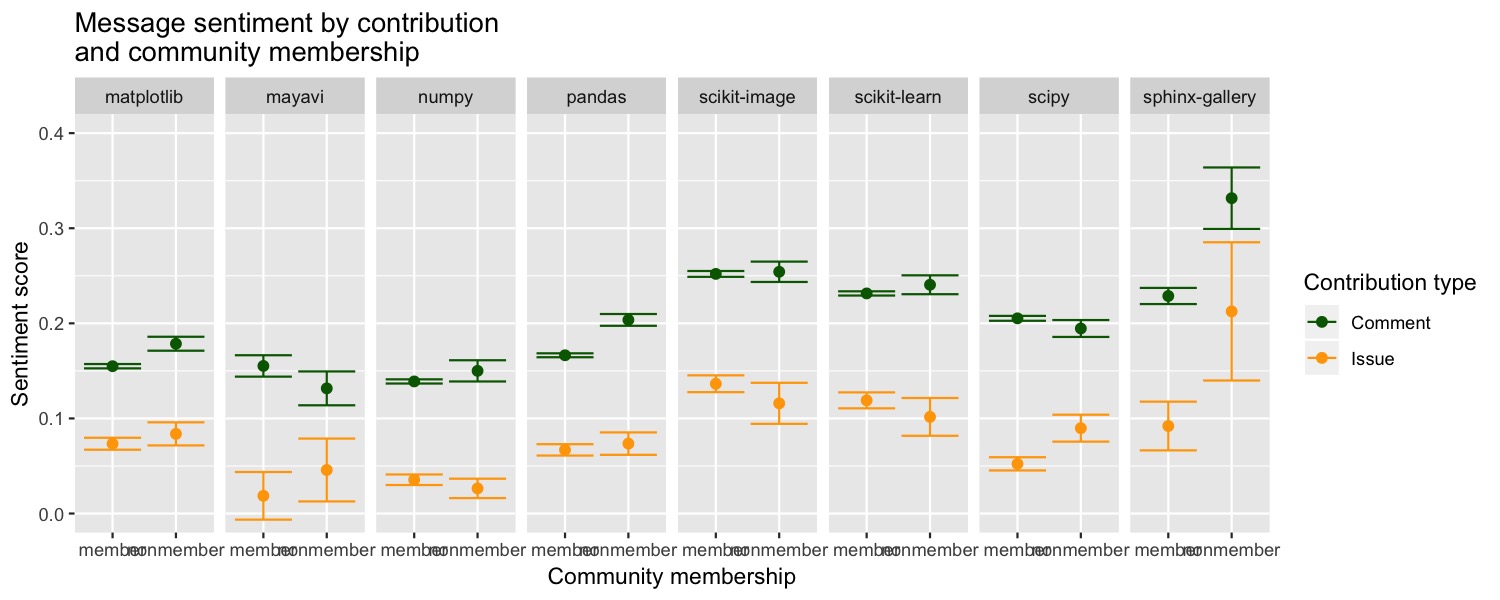 Message sentiment by contribution
and community membership
matplotlib mayavi numpy pandas scikit-image scikit-learn scipy sphinx-gallery
0.4
0.3
0.2
0.1
0.0
Sentiment score
member nonmember member nonmember member nonmember member nonmember member nonmember member nonmember member nonmember member nonmember
Community membership
Contribution type
Comment
Issue